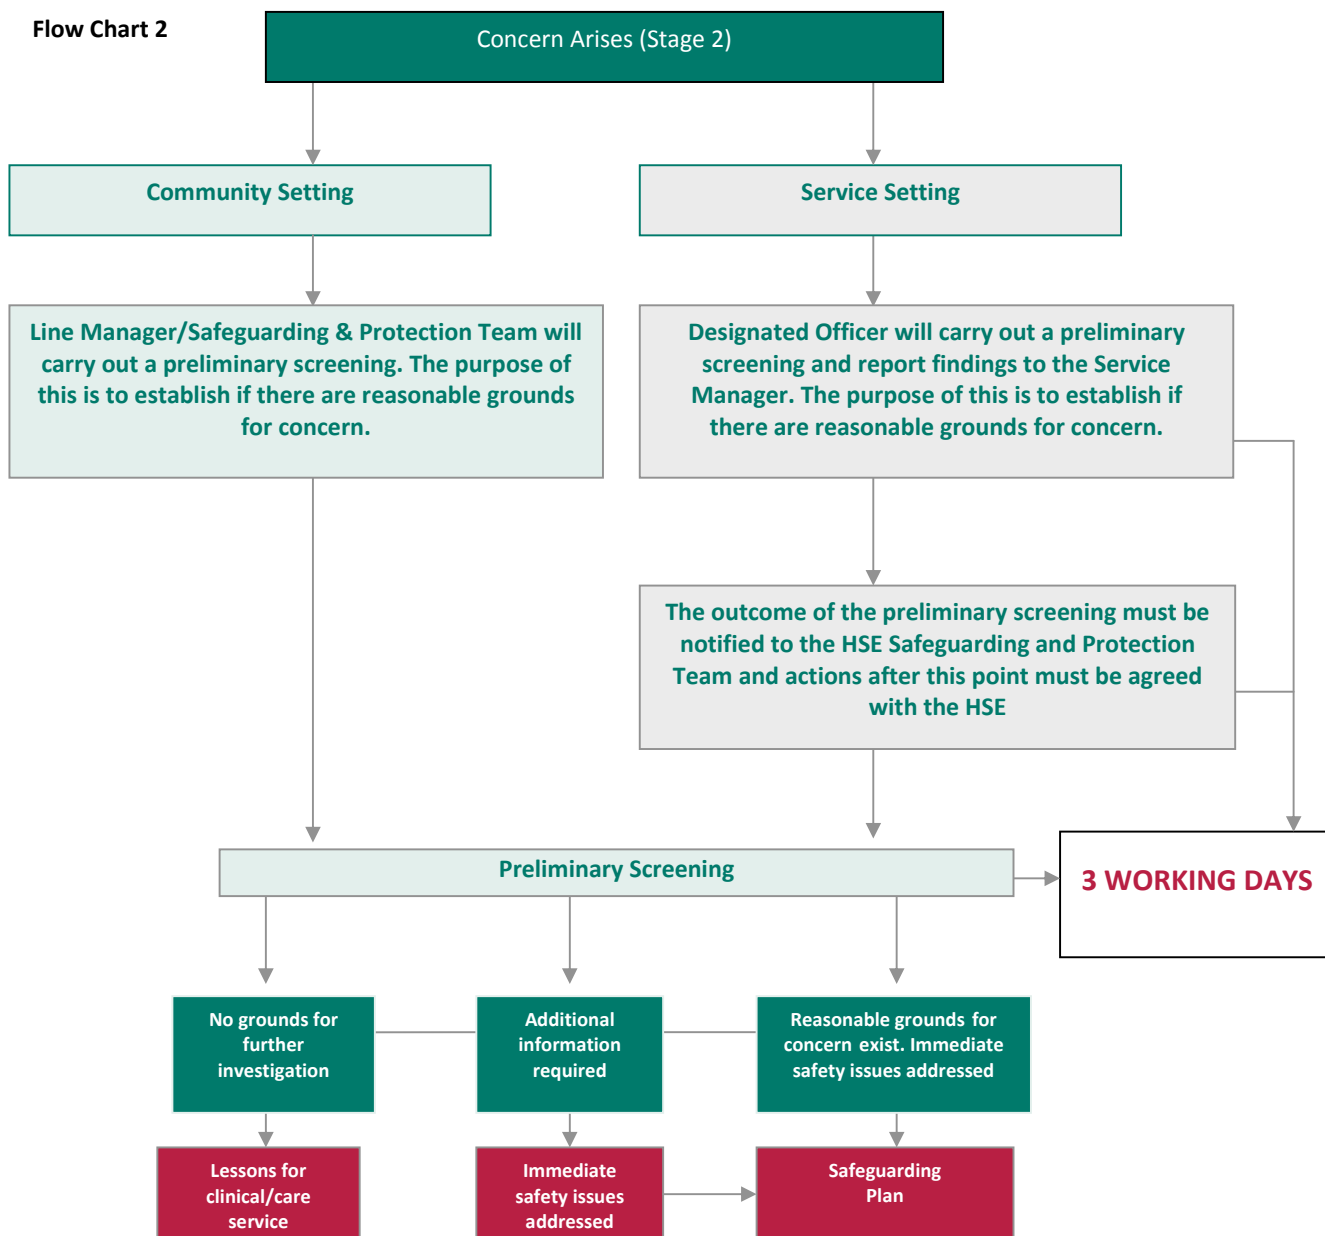 Flow Chart 2
Concern Arises (Stage 2)
Community Setting
Service Setting
Line Manager/Safeguarding & Protection Team will
carry out a preliminary screening. The purpose of
this is to establish if there are reasonable grounds
for concern.
Designated Officer will carry out a preliminary
screening and report findings to the Service
Manager. The purpose of this is to establish if
there are reasonable grounds for concern.
The outcome of the preliminary screening must be
notified to the HSE Safeguarding and Protection
Team and actions after this point must be agreed
with the HSE
Preliminary Screening
3 WORKING DAYS
No grounds for
further
investigation
Additional
information
required
Reasonable grounds for
concern exist. Immediate
safety issues addressed
Lessons for
clinical/care
service
Immediate
safety issues
addressed
Safeguarding
Plan